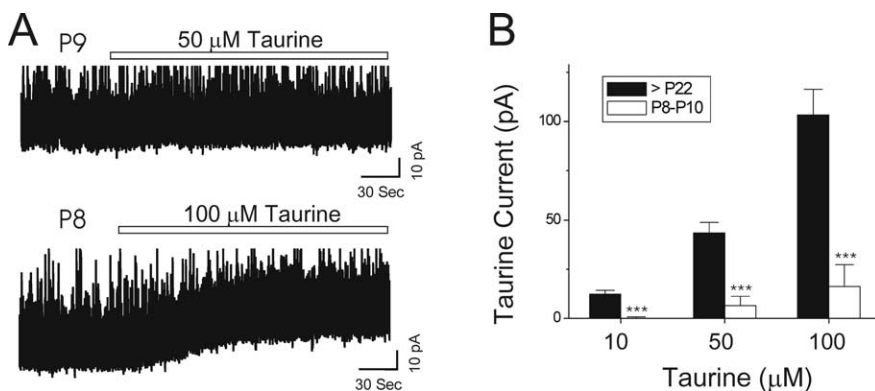 A
P9
50 μM Taurine
10 pA
30 Sec
P8
100 μM Taurine
10 pA
30 Sec
B
Taurine Current (pA)
100
50
0
> P22
P8-P10
***
***
***
10
50
100
Taurine (μM)